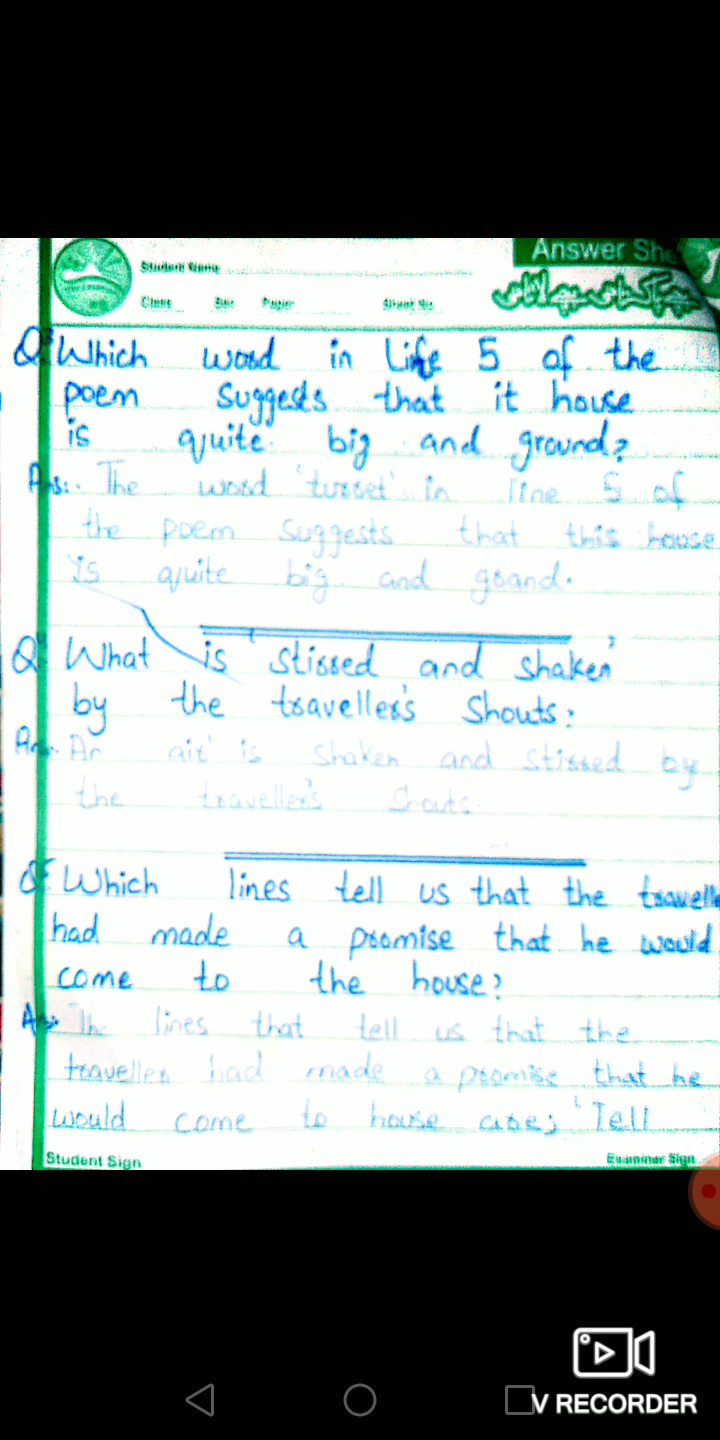 Answer She
Student Name
Class Sec Paper Sheet No
Q3 Which word in Life 5 of the
poem suggests that it house
is quite big and ground?
Ans:. The word 'turret' in line 5 of
the poem suggests that this house
is quite big and grand.
Q What is 'stirred and shaken'
by the traveller's Shouts:
Ans. Ar air' is shaken and stirred by
the traveller's Shouts.
Q Which lines tell us that the travell
had made a promise that he would
come to the house?
Ans The lines that tell us that the
traveller had made a promise that he
would come to house are; 'Tell
Student Sign Examiner Sign
V RECORDER